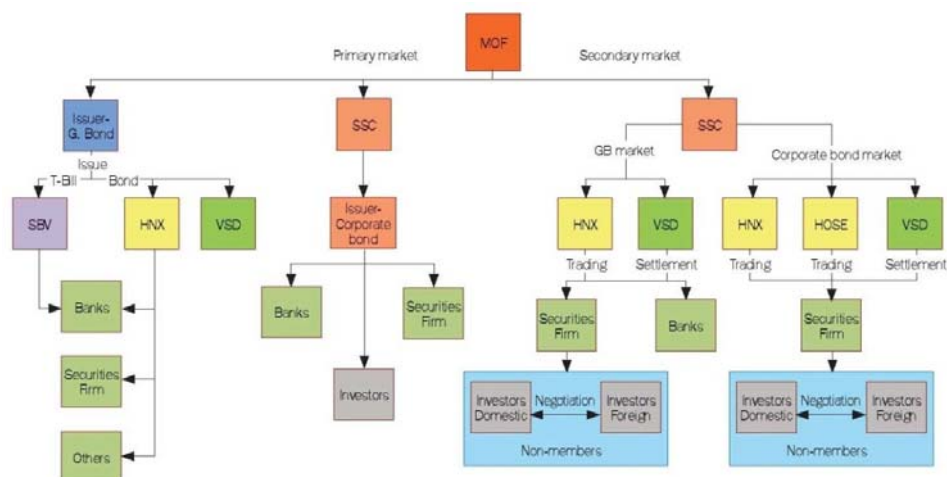 MOF
Primary market
Secondary market
Issuer-
G. Bond
SSC
SSC
Issue
T-Bill
Bond
GB market
Corporate bond market
SBV
HNX
VSD
Issuer-
Corporate
bond
HNX
VSD
HNX
HOSE
VSD
Trading
Settlement
Trading
Trading
Settlement
Banks
Banks
Securities
Firm
Securities
Firm
Banks
Securities
Firm
Securities
Firm
Investors
Investors
Domestic
Negotiation
Investors
Foreign
Non-members
Investors
Domestic
Negotiation
Investors
Foreign
Non-members
Others